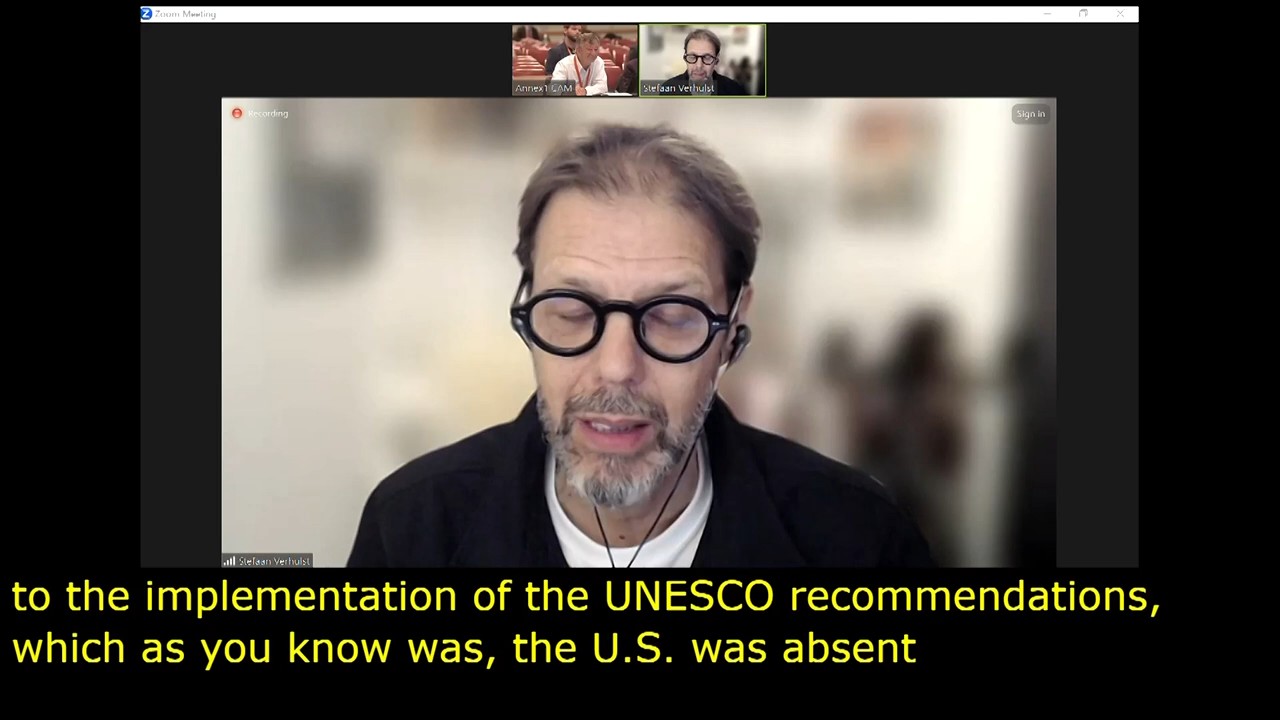 Zoom Meeting
Annex1 CAM
Stefaan Verhulst
Recording
Sign in
Stefaan Verhulst
to the implementation of the UNESCO recommendations,
which as you know was, the U.S. was absent